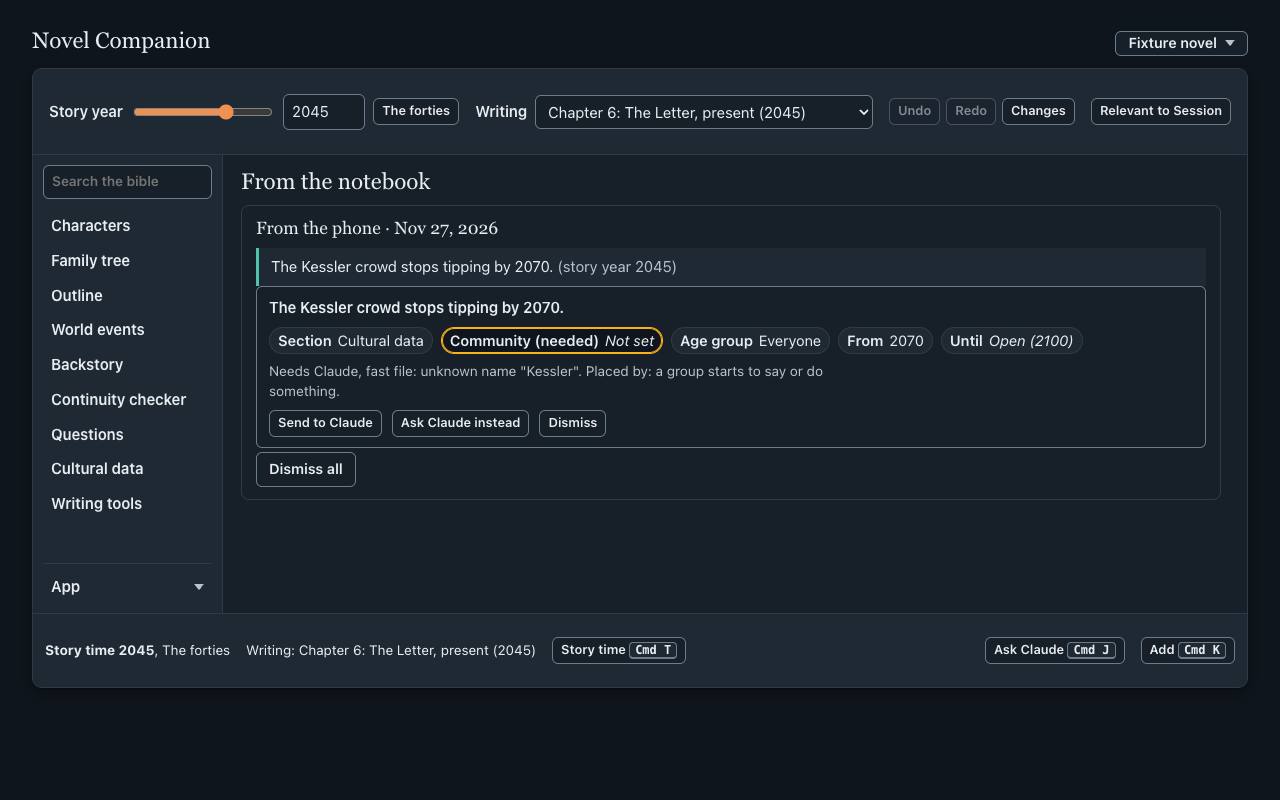 Novel Companion
Fixture novel
Story year 2045 The forties Writing Chapter 6: The Letter, present (2045) Undo Redo Changes Relevant to Session
Search the bible
Characters
Family tree
Outline
World events
Backstory
Continuity checker
Questions
Cultural data
Writing tools
App
From the notebook
From the phone · Nov 27, 2026
The Kessler crowd stops tipping by 2070. (story year 2045)
The Kessler crowd stops tipping by 2070.
Section Cultural data Community (needed) Not set Age group Everyone From 2070 Until Open (2100)
Needs Claude, fast file: unknown name "Kessler". Placed by: a group starts to say or do
something.
Send to Claude Ask Claude instead Dismiss
Dismiss all
Story time 2045, The forties Writing: Chapter 6: The Letter, present (2045) Story time Cmd T Ask Claude Cmd J Add Cmd K